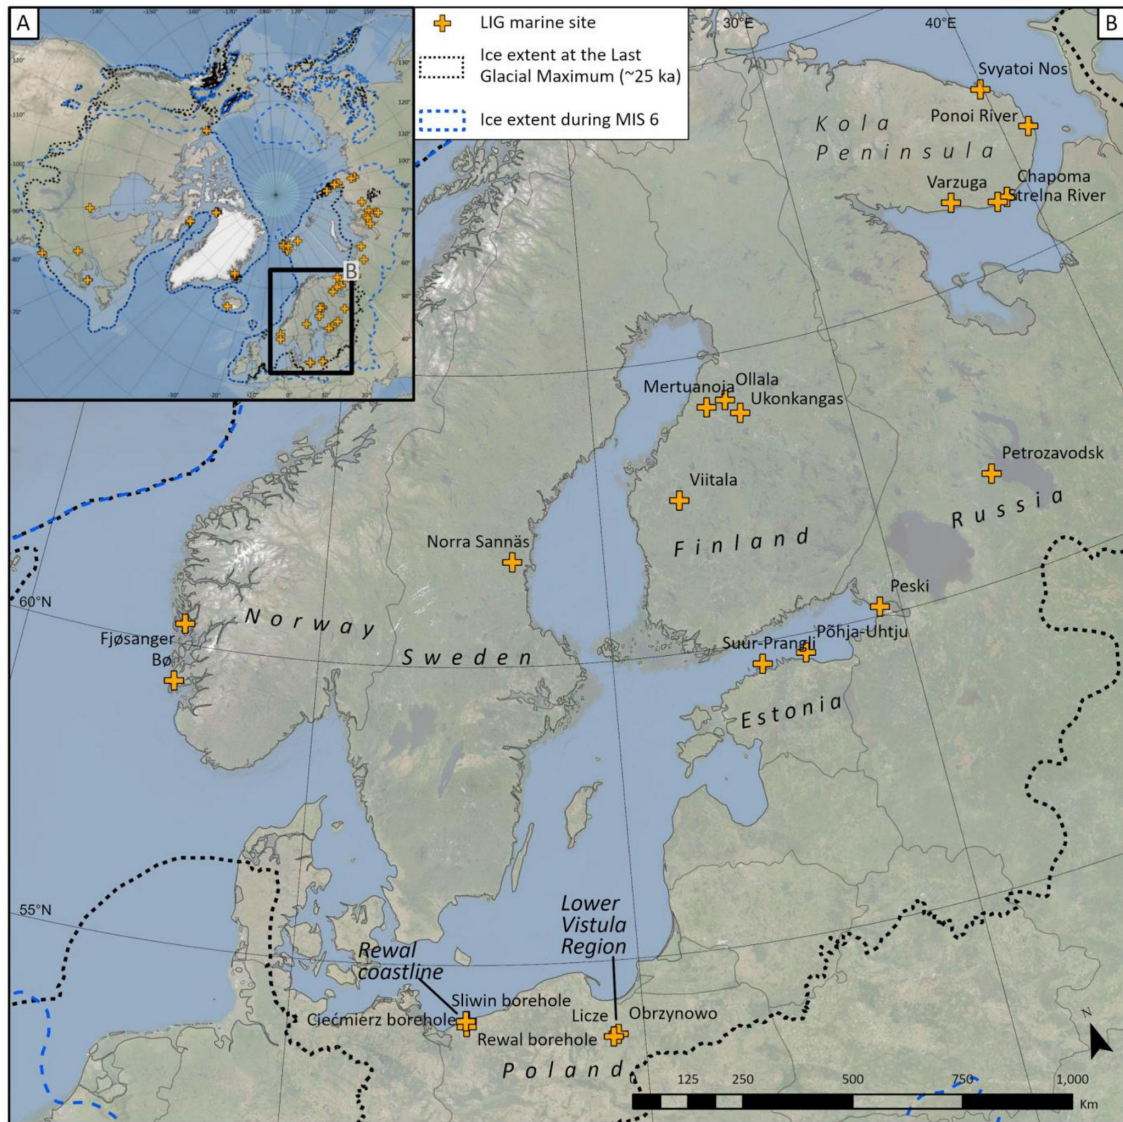 A
LIG marine site
Ice extent at the Last
Glacial Maximum (~25 ka)
Ice extent during MIS 6
30°E
40°E
B
B
Svyatoi Nos
Ponoi River
Kola
Peninsula
Chapoma
Varzuga
Strelna River
Mertuanoja
Ollala
Ukonkangas
Petrozavodsk
Viitala
Russia
Norra Sannäs
Finland
Peski
60°N
Norway
Fjøsanger
Bø
Sweden
Suur-Prangli
Põhja-Uhtju
Estonia
55°N
Lower
Vistula
Region
Rewal
coastline
Sliwin borehole
Ciećmierz borehole
Licze
Obrzynowo
Rewal borehole
Poland
N
0
125
250
500
750
1,000
Km